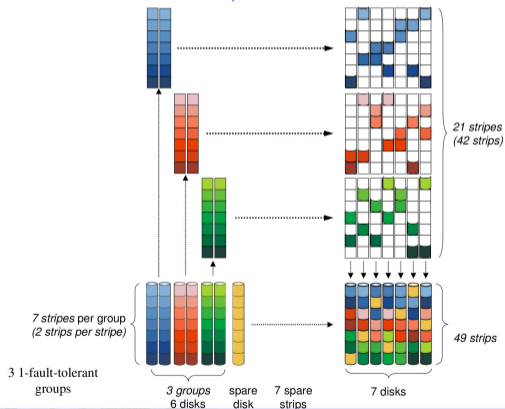 21 stripes
(42 strips)
7 stripes per group
(2 strips per stripe)
49 strips
3 1-fault-tolerant
groups
3 groups
6 disks
spare
disk
7 spare
strips
7 disks